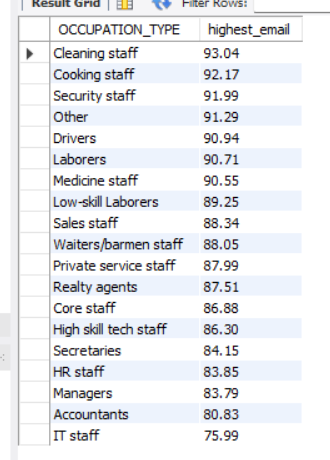 Result Grid Filter Rows:
OCCUPATION_TYPE highest_email
Cleaning staff 93.04
Cooking staff 92.17
Security staff 91.99
Other 91.29
Drivers 90.94
Laborers 90.71
Medicine staff 90.55
Low-skill Laborers 89.25
Sales staff 88.34
Waiters/barmen staff 88.05
Private service staff 87.99
Realty agents 87.51
Core staff 86.88
High skill tech staff 86.30
Secretaries 84.15
HR staff 83.85
Managers 83.79
Accountants 80.83
IT staff 75.99